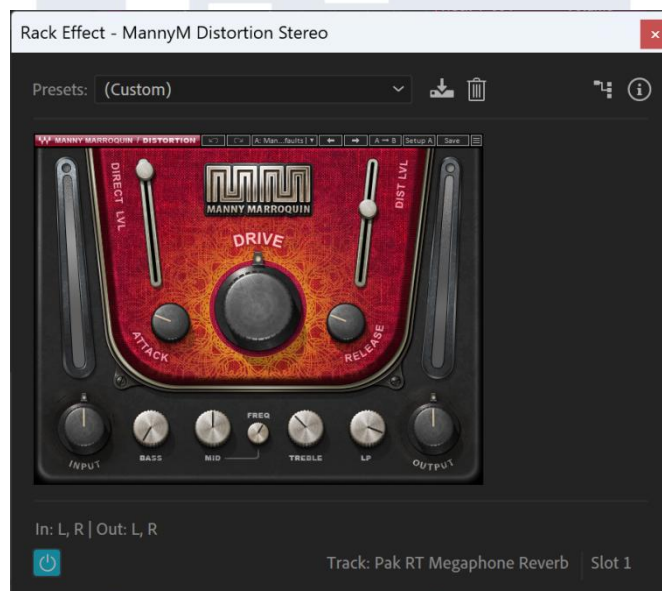 Rack Effect - MannyM Distortion Stereo
Presets: (Custom)
MANNY MARROQUIN / DISTORTION A: Man...faults A → B Setup A Save
DIRECT LVL
DIST LVL
MANNY MARROQUIN
DRIVE
ATTACK
RELEASE
FREQ
INPUT BASS MID TREBLE LP OUTPUT
In: L, R | Out: L, R
Track: Pak RT Megaphone Reverb Slot 1